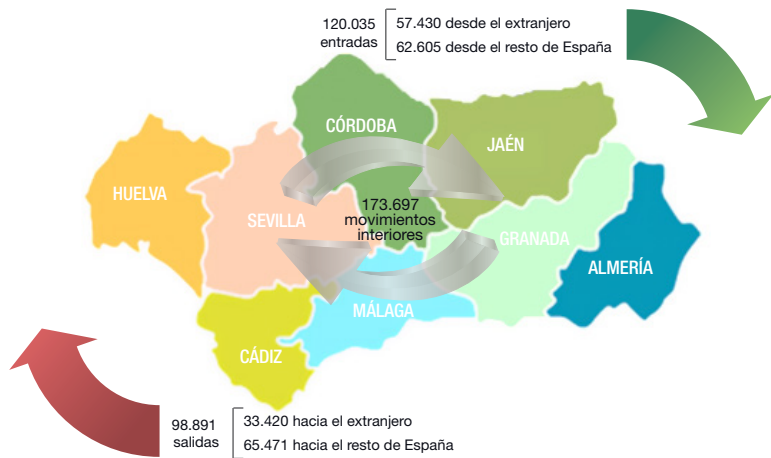 120.035
entradas
57.430 desde el extranjero
62.605 desde el resto de España
CÓRDOBA
JAÉN
HUELVA
SEVILLA
173.697
movimientos
interiores
GRANADA
ALMERÍA
MÁLAGA
CÁDIZ
98.891
salidas
33.420 hacia el extranjero
65.471 hacia el resto de España